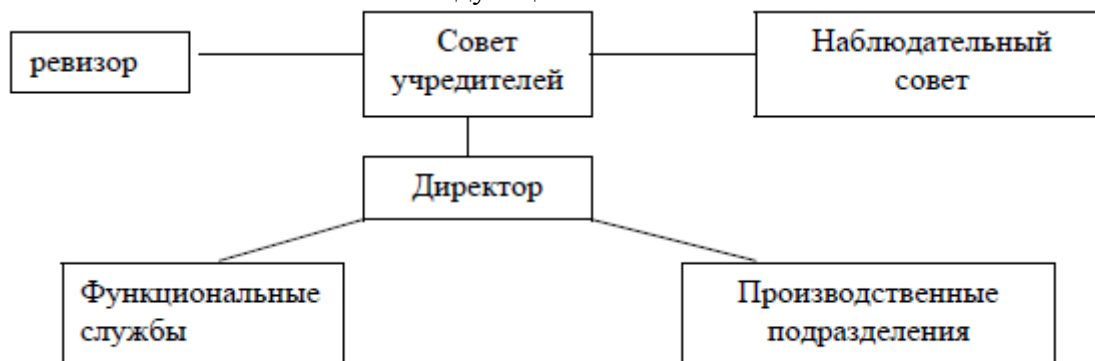 ревизор
Совет
учредителей
Наблюдательный
совет
Директор
Функциональные
службы
Производственные
подразделения